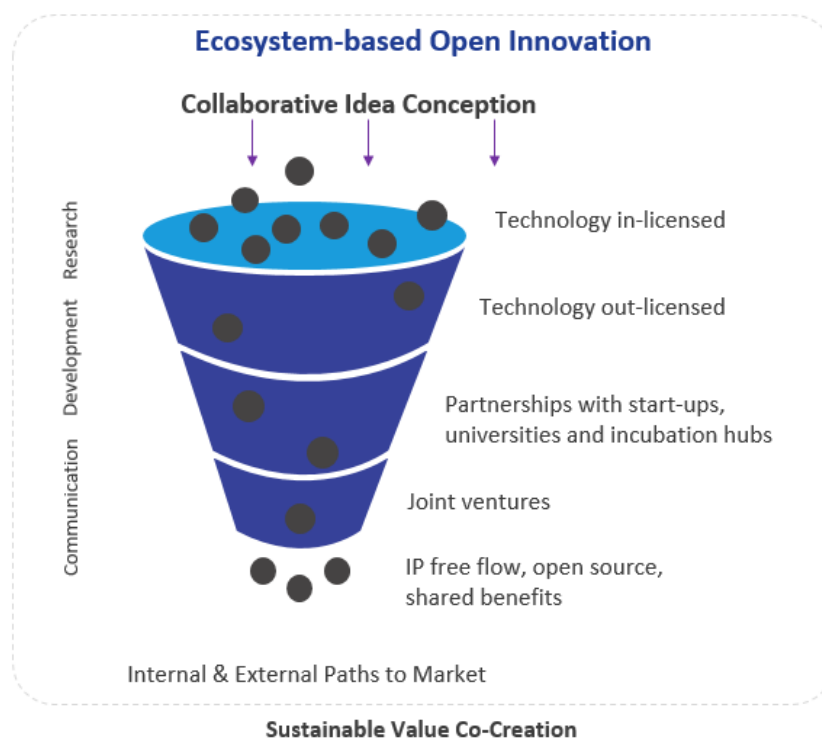 Ecosystem-based Open Innovation
Collaborative Idea Conception
Research
Development
Communication
Technology in-licensed
Technology out-licensed
Partnerships with start-ups,
universities and incubation hubs
Joint ventures
IP free flow, open source,
shared benefits
Internal & External Paths to Market
Sustainable Value Co-Creation